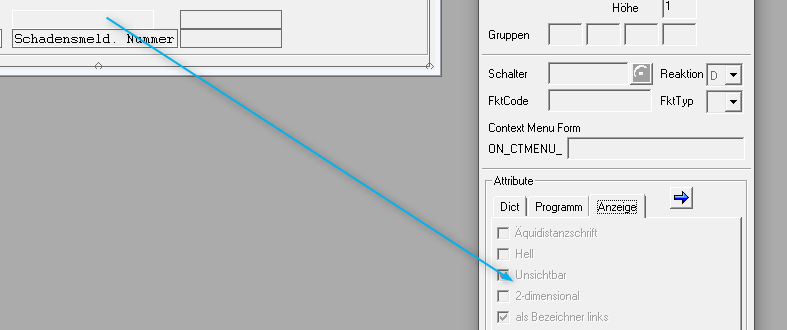 Höhe 1
Gruppen
Schadensmeld. Nummer
Schalter Reaktion D
FktCode FktTyp
Context Menu Form
ON_CTMENU_
Attribute
Dict Programm Anzeige
Äquidistanzschrift
Hell
Unsichtbar
2-dimensional
als Bezeichner links